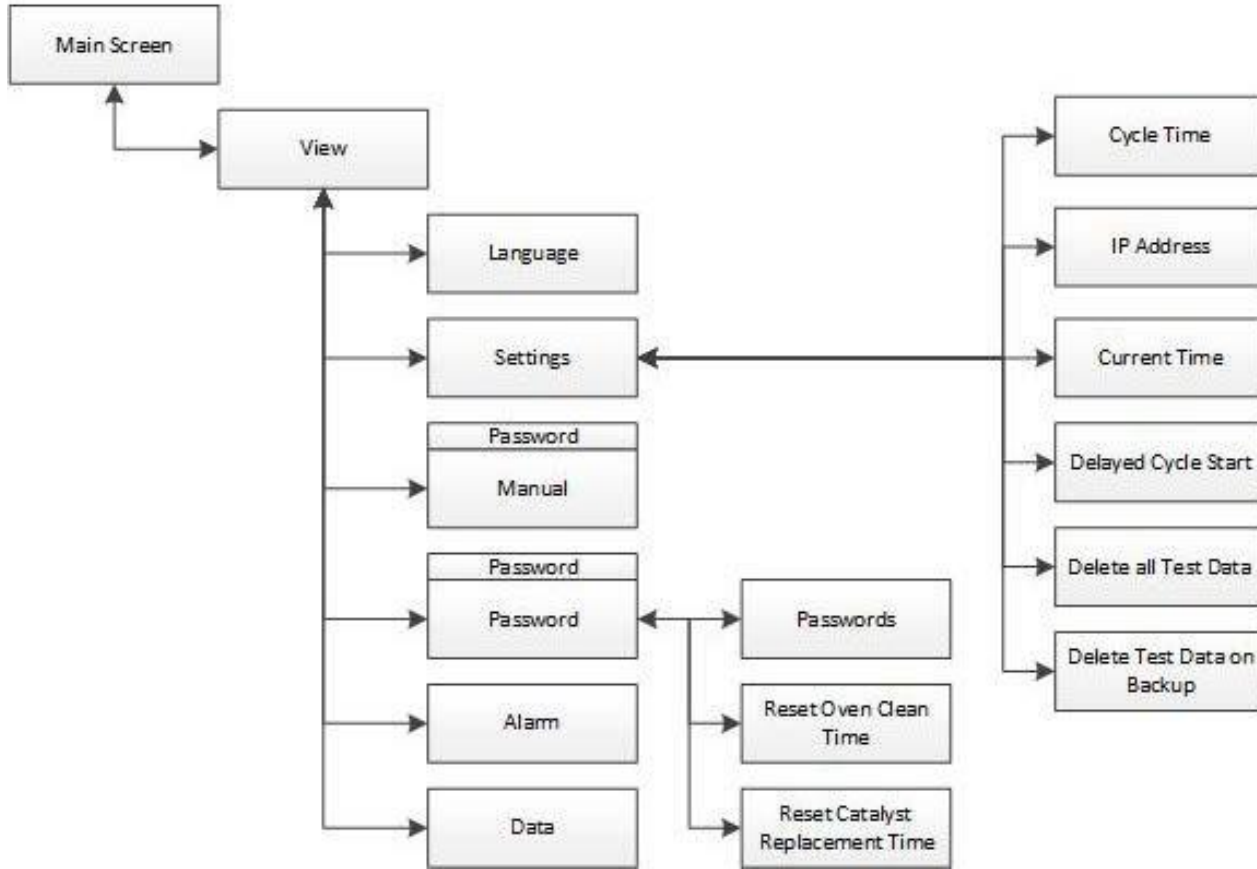 Main Screen
View
Language
Settings
Password
Manual
Password
Password
Alarm
Data
Passwords
Reset Oven Clean
Time
Reset Catalyst
Replacement Time
Cycle Time
IP Address
Current Time
Delayed Cycle Start
Delete all Test Data
Delete Test Data on
Backup